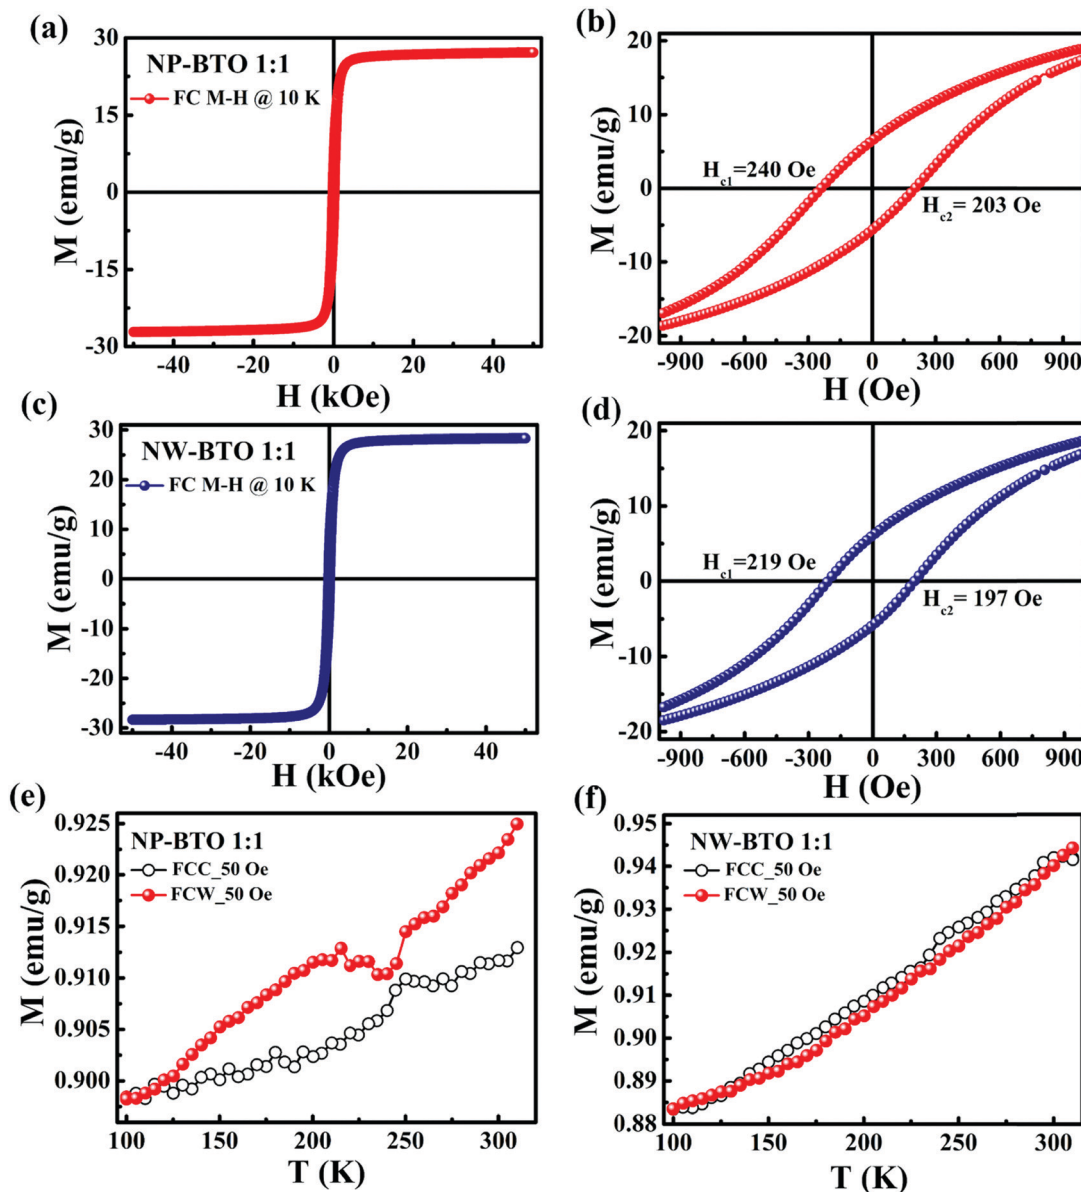 (a)
NP-BTO 1:1
FC M-H @ 10 K
30
15
0
-15
-30
M (emu/g)
-40
-20
0
20
40
H (kOe)
(b)
20
10
0
-10
-20
M (emu/g)
H_c1=240 Oe
H_c2= 203 Oe
-900
-600
-300
0
300
600
900
H (Oe)
(c)
NW-BTO 1:1
FC M-H @ 10 K
30
20
10
0
-10
-20
-30
M (emu/g)
-40
-20
0
20
40
H (kOe)
(d)
20
10
0
-10
-20
M (emu/g)
H_c1=219 Oe
H_c2= 197 Oe
-900
-600
-300
0
300
600
900
H (Oe)
(e)
NP-BTO 1:1
FCC_50 Oe
FCW_50 Oe
0.925
0.920
0.915
0.910
0.905
0.900
M (emu/g)
100
150
200
250
300
T (K)
(f)
NW-BTO 1:1
FCC_50 Oe
FCW_50 Oe
0.95
0.94
0.93
0.92
0.91
0.90
0.89
0.88
M (emu/g)
100
150
200
250
300
T (K)